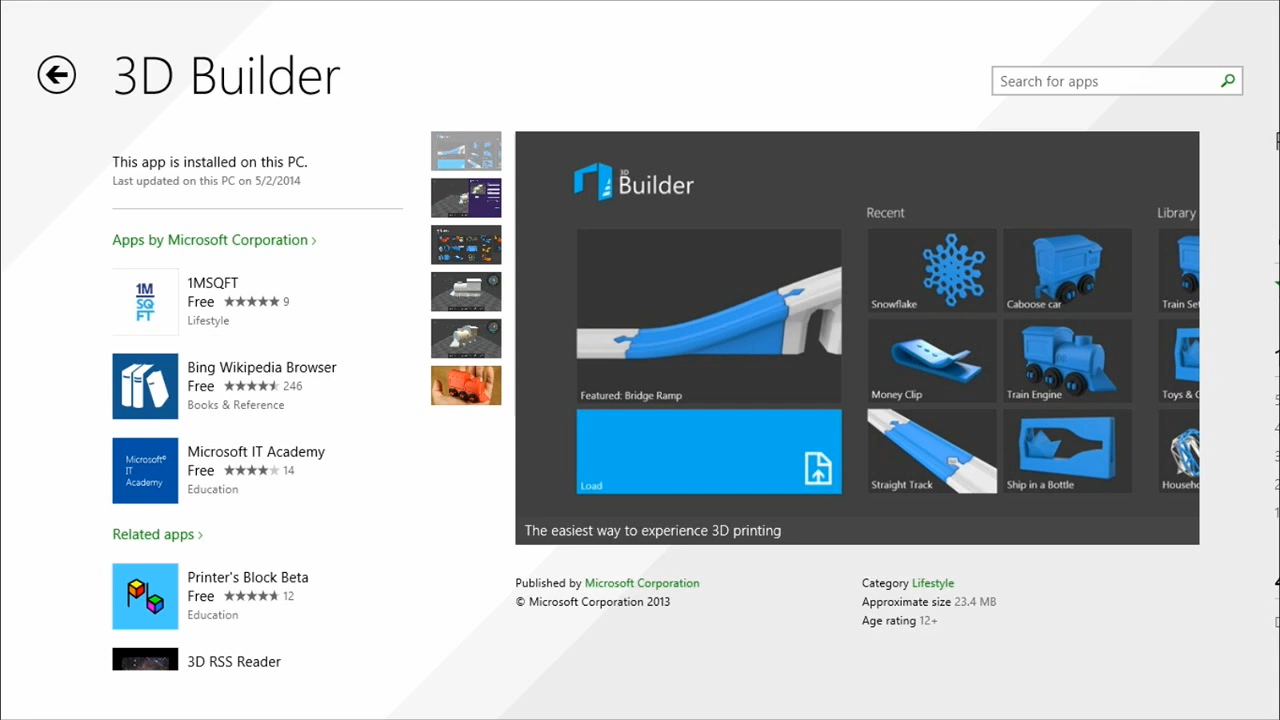 3D Builder
Search for apps
This app is installed on this PC.
Last updated on this PC on 5/2/2014
Apps by Microsoft Corporation ›
1M
SQ
FT
1MSQFT
Free ★★★★★ 9
Lifestyle
Bing Wikipedia Browser
Free 246
Books & Reference
Microsoft®
IT
Academy
Microsoft IT Academy
Free 14
Education
Related apps ›
Printer's Block Beta
Free 12
Education
3D RSS Reader
3D
Builder
Recent
Library
Featured: Bridge Ramp
Load
Snowflake
Caboose car
Train Set
Money Clip
Train Engine
Toys & G
Straight Track
Ship in a Bottle
Househo
The easiest way to experience 3D printing
Published by Microsoft Corporation
© Microsoft Corporation 2013
Category Lifestyle
Approximate size 23.4 MB
Age rating 12+